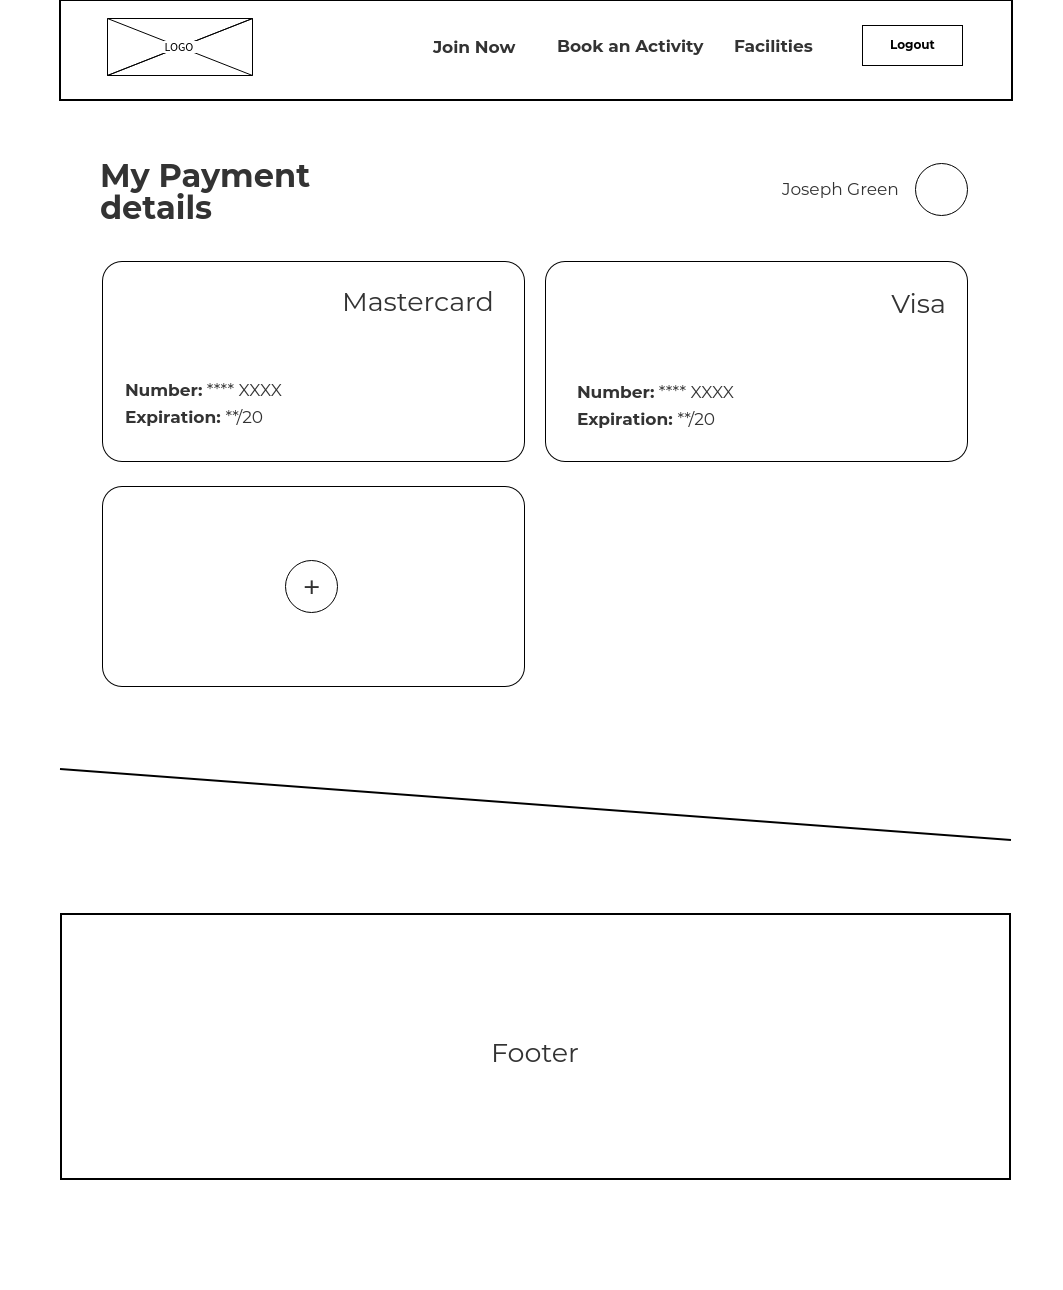 LOGO
Join Now
Book an Activity
Facilities
Logout
My Payment
details
Joseph Green
Mastercard
Number: **** XXXX
Expiration: **/20
Visa
Number: **** XXXX
Expiration: **/20
+
Footer